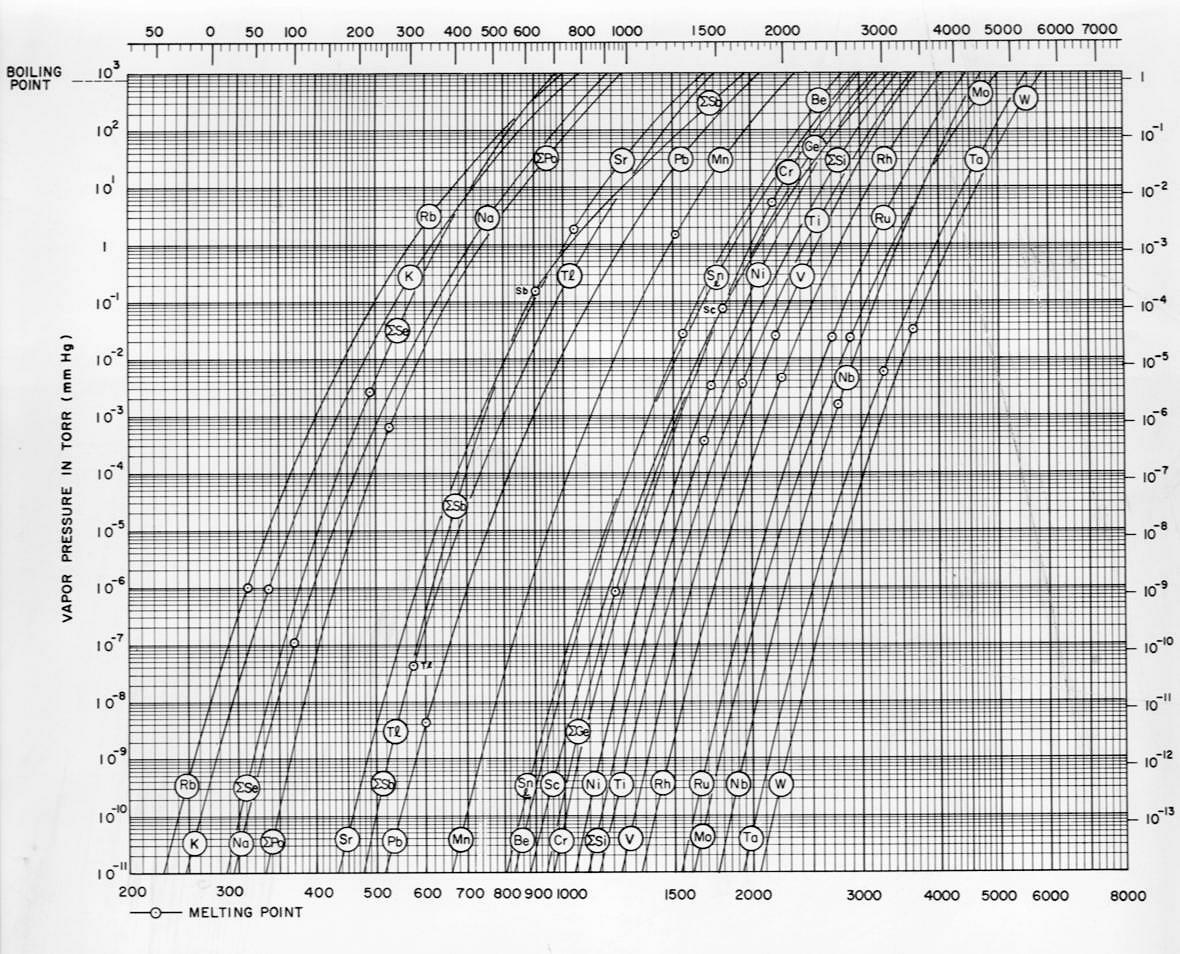 50 0 50 100 200 300 400 500 600 800 1000 1500 2000 3000 4000 5000 6000 7000
BOILING
POINT
10³ 1
Mo
ΣSb Be W
10² 10⁻¹
Ge
ΣPo Sr Pb Mn ΣSi Rh Ta
Cr
10¹ 10⁻²
Rb Na Ti Ru
1 10⁻³
K Tℓ Sn ℓ Ni V
Sb
10⁻¹ 10⁻⁴
Sc
ΣSe
10⁻² 10⁻⁵
Nb
10⁻³ 10⁻⁶
VAPOR PRESSURE IN TORR (mm Hg)
10⁻⁴ 10⁻⁷
ΣSb
10⁻⁵ 10⁻⁸
10⁻⁶ 10⁻⁹
10⁻⁷ 10⁻¹⁰
Tℓ
10⁻⁸ 10⁻¹¹
Tℓ ΣGe
10⁻⁹ 10⁻¹²
Rb ΣSe ΣSb Sn ℓ Sc Ni Ti Rh Ru Nb W
10⁻¹⁰ 10⁻¹³
K Na ΣPo Sr Pb Mn Be Cr ΣSi V Mo Ta
10⁻¹¹
200 300 400 500 600 700 800 900 1000 1500 2000 3000 4000 5000 6000 8000
MELTING POINT